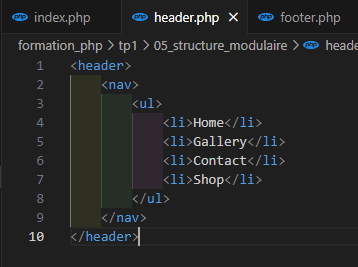 index.php header.php footer.php
formation_php > tp1 > 05_structure_modulaire >
1 <header>
2 <nav>
3 <ul>
4 <li>Home</li>
5 <li>Gallery</li>
6 <li>Contact</li>
7 <li>Shop</li>
8 </ul>
9 </nav>
10 </header>